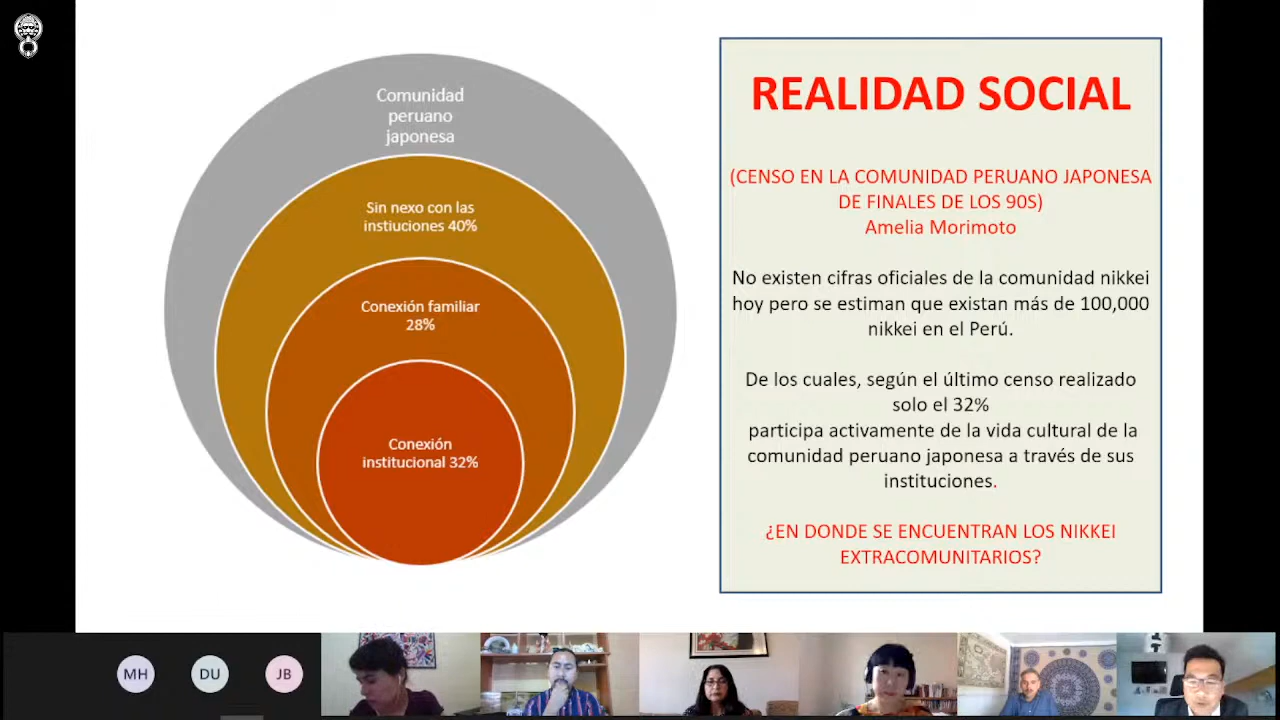 Comunidad
peruano
japonesa
Sin nexo con las
instiuciones 40%
Conexión familiar
28%
Conexión
institucional 32%
REALIDAD SOCIAL
(CENSO EN LA COMUNIDAD PERUANO JAPONESA
DE FINALES DE LOS 90S)
Amelia Morimoto
No existen cifras oficiales de la comunidad nikkei
hoy pero se estiman que existan más de 100,000
nikkei en el Perú.
De los cuales, según el último censo realizado
solo el 32%
participa activamente de la vida cultural de la
comunidad peruano japonesa a través de sus
instituciones.
¿EN DONDE SE ENCUENTRAN LOS NIKKEI
EXTRACOMUNITARIOS?
MH
DU
JB